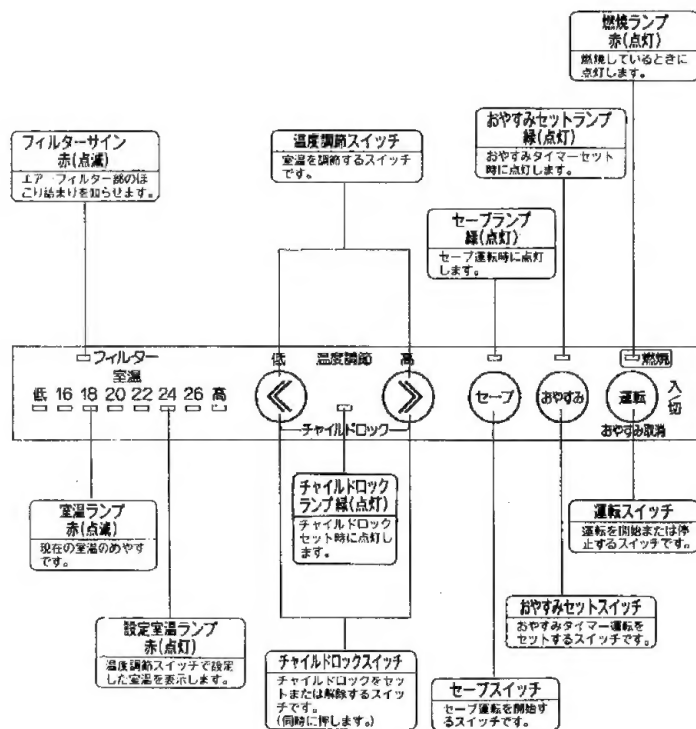 燃焼ランプ
赤(点灯)
燃焼しているときに
点灯します。
フィルターサイン
赤(点滅)
エアーフィルター部のほ
こり詰まりを知らせます。
温度調節スイッチ
室温を調節するスイッチ
です。
おやすみセットランプ
緑(点灯)
おやすみタイマーセット
時に点灯します。
セーブランプ
緑(点灯)
セーブ運転時に点灯
します。
フィルター
低 温度調節 高
燃焼
室温
低 16 18 20 22 24 26 高
セーブ
おやすみ
運転
入/切
チャイルドロック
おやすみ取消
室温ランプ
赤(点滅)
現在の室温のめやす
です。
チャイルドロック
ランプ緑(点灯)
チャイルドロック
セット時に点灯しま
す。
運転スイッチ
運転を開始または停
止するスイッチです。
設定室温ランプ
赤(点灯)
温度調節スイッチで設定
した室温を表示します。
おやすみセットスイッチ
おやすみタイマー運転を
セットするスイッチです。
チャイルドロックスイッチ
チャイルドロックをセッ
トまたは解除するスイッ
チです。
(同時に押します。)
セーブスイッチ
セーブ運転を開始す
るスイッチです。